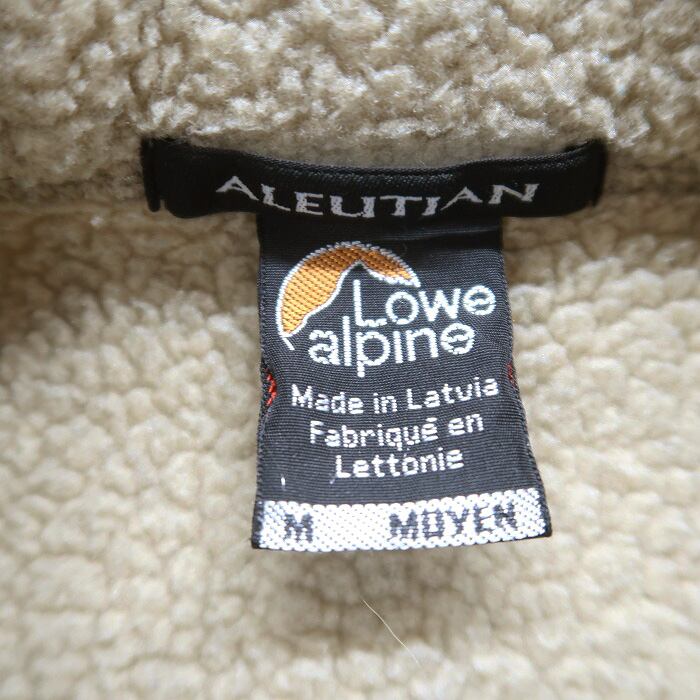 ALEUTIAN
Lowe
alpine
Made in Latvia
Fabriqué en
Lettonie
M MOYEN